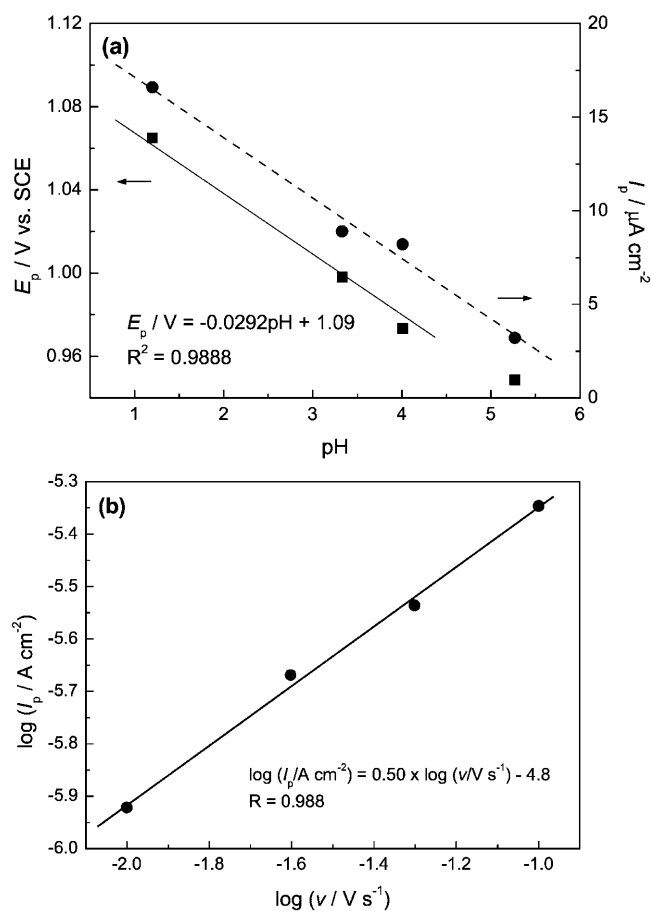 (a)
1.12
1.08
1.04
1.00
0.96
E_p / V vs. SCE
20
15
10
5
0
I_p / μA cm⁻²
E_p / V = -0.0292pH + 1.09
R² = 0.9888
1 2 3 4 5 6
pH
(b)
-5.3
-5.4
-5.5
-5.6
-5.7
-5.8
-5.9
-6.0
log (I_p / A cm⁻²)
log (I_p/A cm⁻²) = 0.50 x log (v/V s⁻¹) - 4.8
R = 0.988
-2.0 -1.8 -1.6 -1.4 -1.2 -1.0
log (v / V s⁻¹)